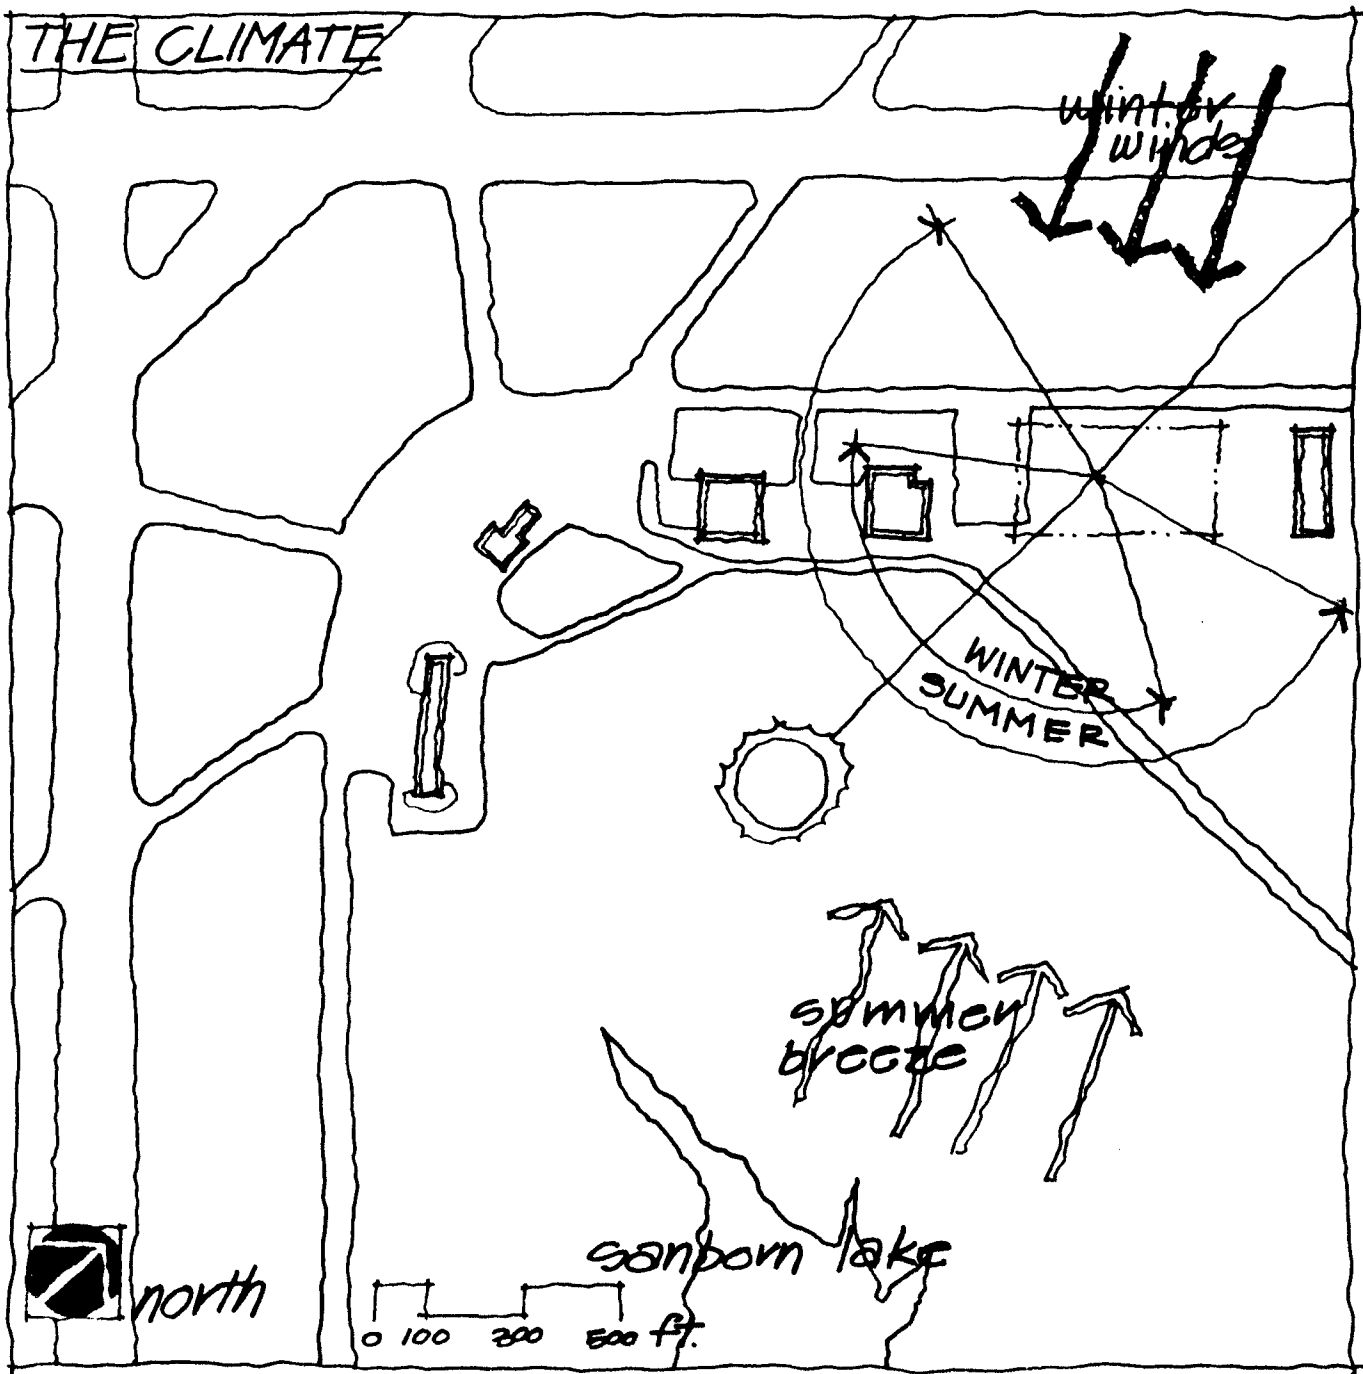 THE CLIMATE
winter
winds
WINTER
SUMMER
summer
breeze
sanborn lake
north
0 100 300 500 ft.